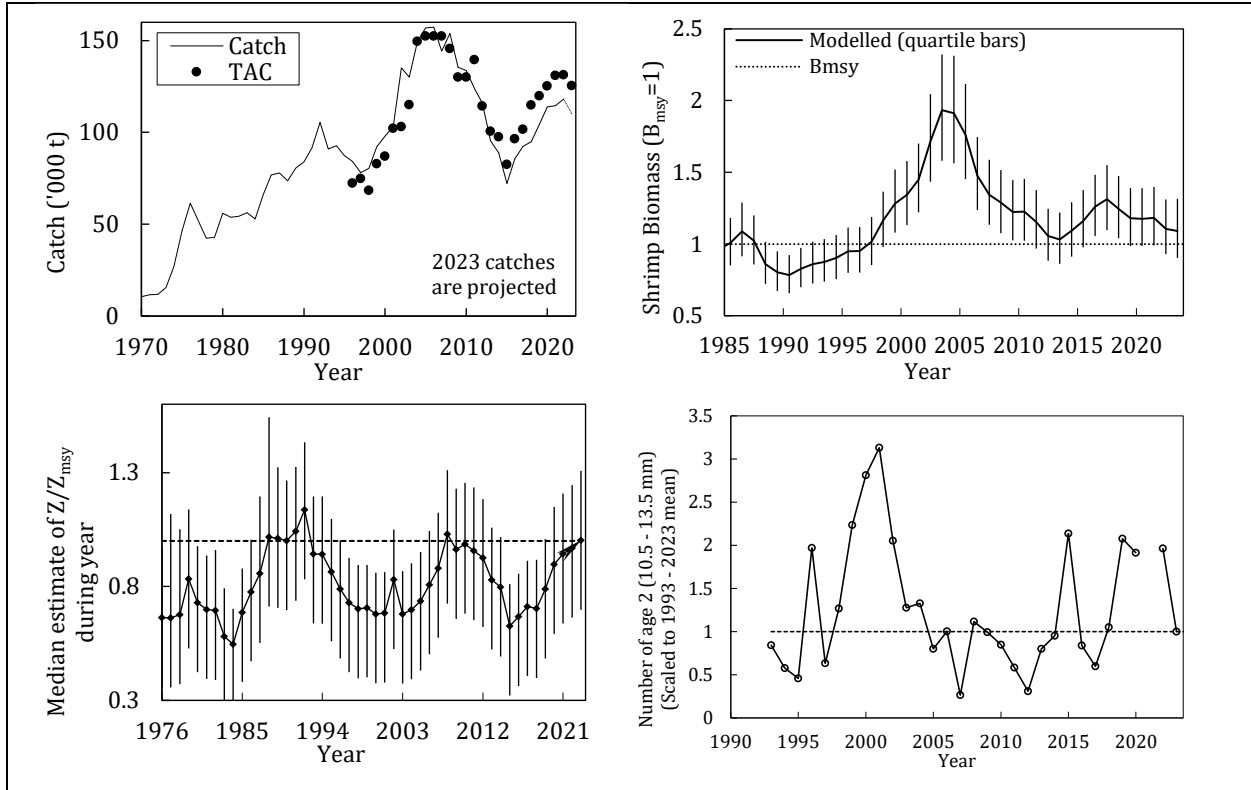 150
100
50
0
Catch ('000 t)
Catch
TAC
2023 catches
are projected
1970 1980 1990 2000 2010 2020
Year
2.5
2
1.5
1
0.5
Shrimp Biomass (Bmsy=1)
Modelled (quartile bars)
Bmsy
1985 1990 1995 2000 2005 2010 2015 2020
Year
1.3
0.8
0.3
Median estimate of Z/Zmsy
during year
1976 1985 1994 2003 2012 2021
Year
3.5
3
2.5
2
1.5
1
0.5
0
Number of age 2 (10.5 - 13.5 mm)
(Scaled to 1993 - 2023 mean)
1990 1995 2000 2005 2010 2015 2020
Year